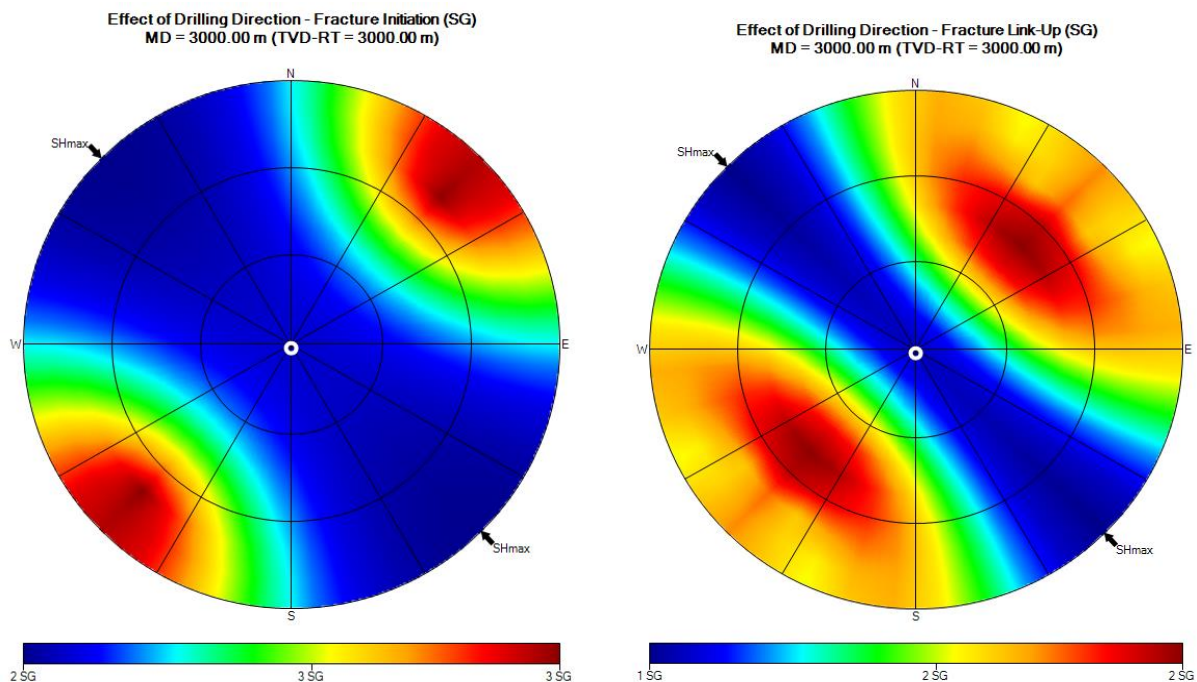 Effect of Drilling Direction - Fracture Initiation (SG)
MD = 3000.00 m (TVD-RT = 3000.00 m)
N
SHmax
W
E
SHmax
S
2 SG
3 SG
3 SG
Effect of Drilling Direction - Fracture Link-Up (SG)
MD = 3000.00 m (TVD-RT = 3000.00 m)
N
SHmax
W
E
SHmax
S
1 SG
2 SG
2 SG